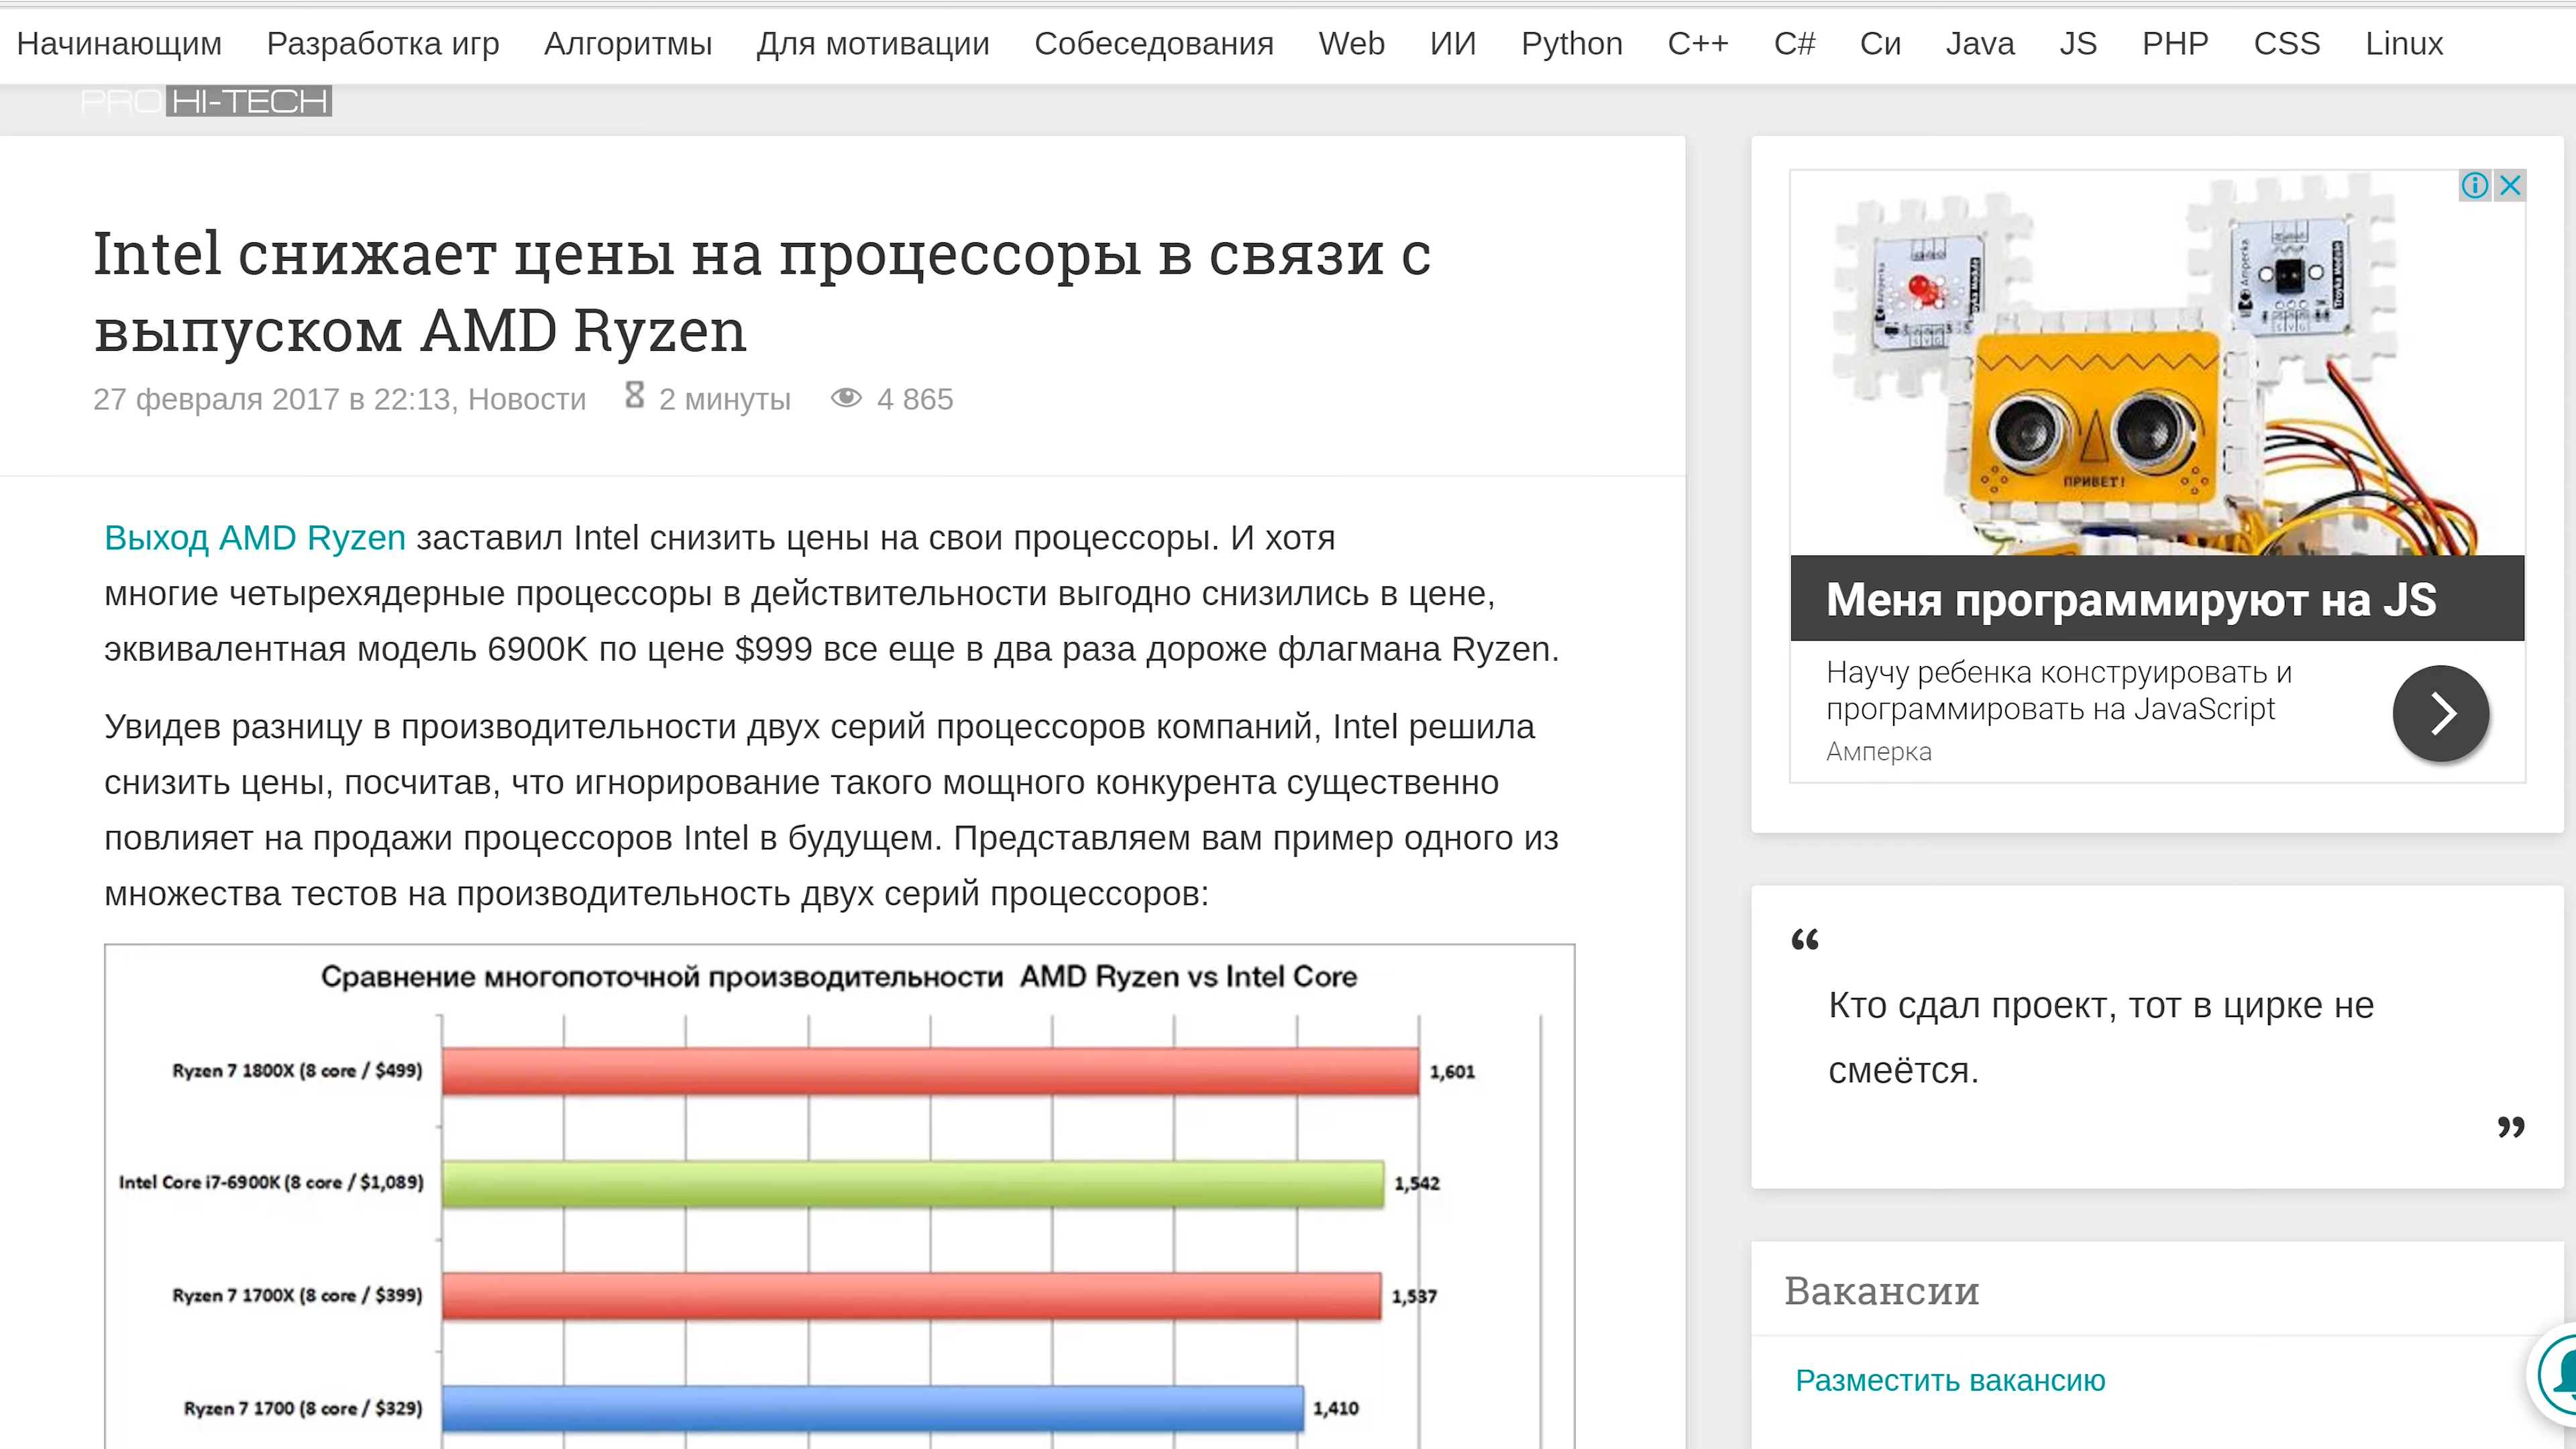 Начинающим Разработка игр Алгоритмы Для мотивации Собеседования Web ИИ Python C++ C# Си Java JS PHP CSS Linux
PRO HI-TECH
Intel снижает цены на процессоры в связи с
выпуском AMD Ryzen
27 февраля 2017 в 22:13, Новости 2 минуты 4 865
Выход AMD Ryzen заставил Intel снизить цены на свои процессоры. И хотя
многие четырехядерные процессоры в действительности выгодно снизились в цене,
эквивалентная модель 6900K по цене $999 все еще в два раза дороже флагмана Ryzen.
Увидев разницу в производительности двух серий процессоров компаний, Intel решила
снизить цены, посчитав, что игнорирование такого мощного конкурента существенно
повлияет на продажи процессоров Intel в будущем. Представляем вам пример одного из
множества тестов на производительность двух серий процессоров:
Сравнение многопоточной производительности AMD Ryzen vs Intel Core
Ryzen 7 1800X (8 core / $499) 1,601
Intel Core i7-6900K (8 core / $1,089) 1,542
Ryzen 7 1700X (8 core / $399) 1,537
Ryzen 7 1700 (8 core / $329) 1,410
Amperka
Troyka Module
Amperka
Troyka Module
ПРИВЕТ!
Меня программируют на JS
Научу ребенка конструировать и
программировать на JavaScript
Амперка
“
Кто сдал проект, тот в цирке не
смеётся.
”
Вакансии
Разместить вакансию